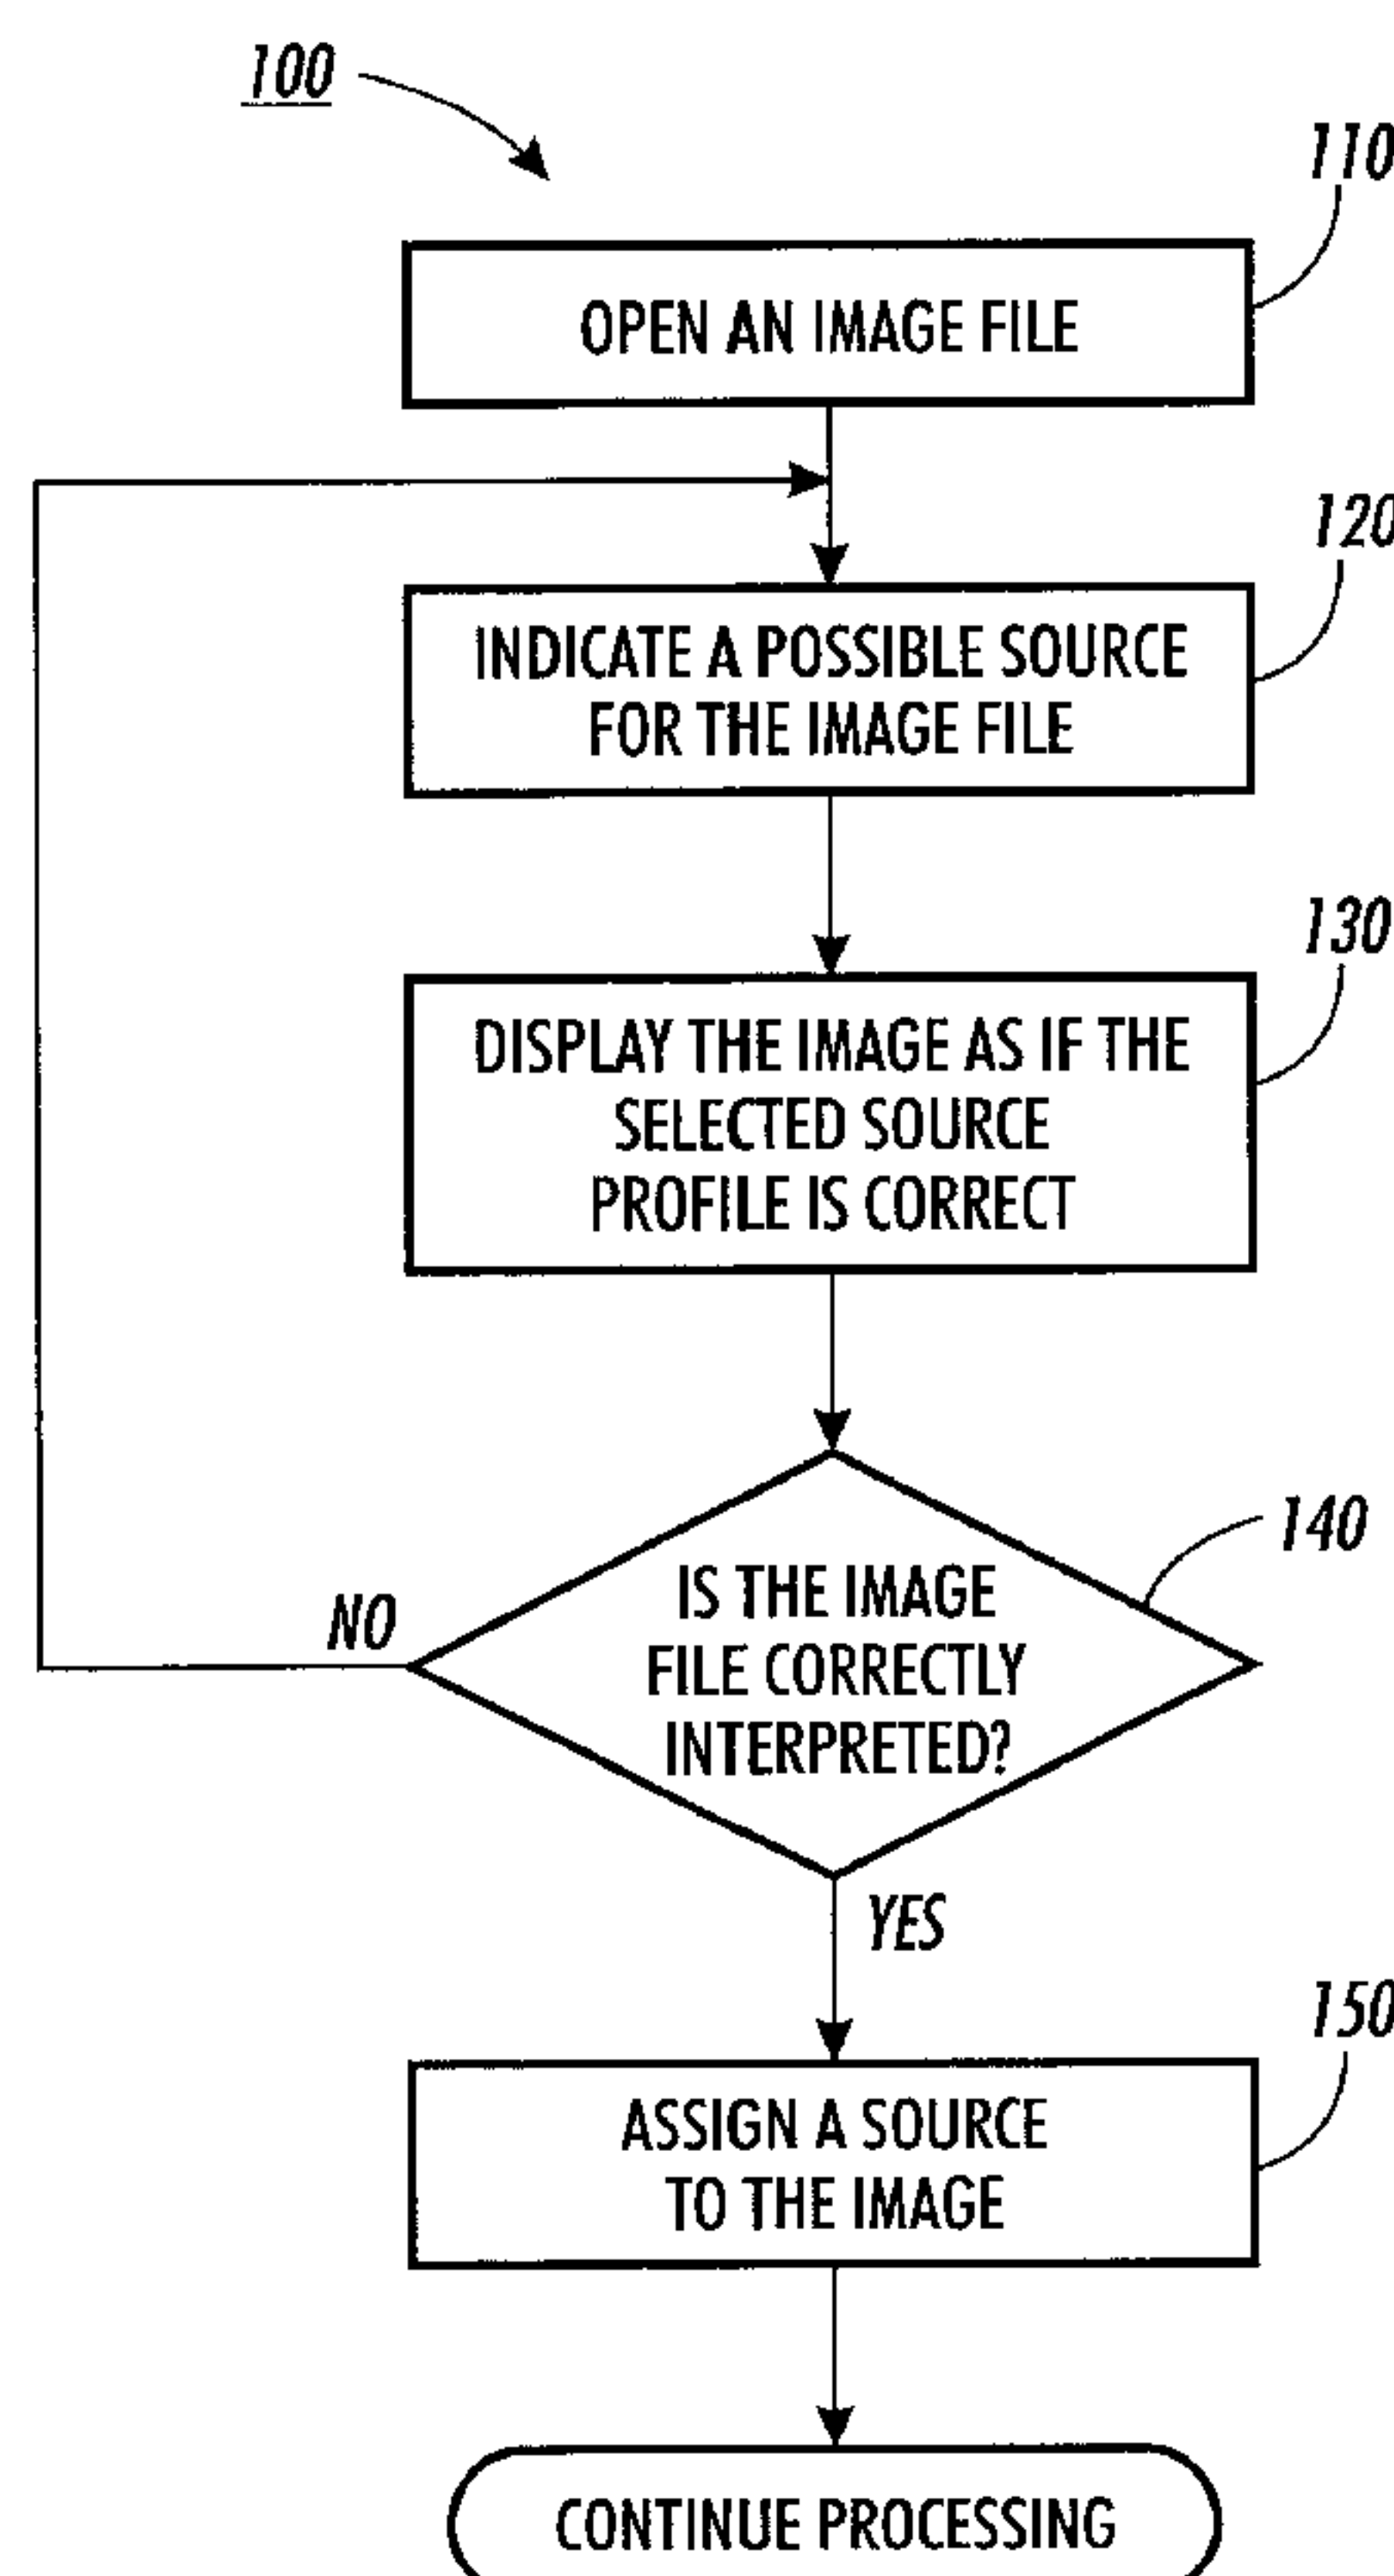 100
110
OPEN AN IMAGE FILE
120
INDICATE A POSSIBLE SOURCE
FOR THE IMAGE FILE
130
DISPLAY THE IMAGE AS IF THE
SELECTED SOURCE
PROFILE IS CORRECT
140
IS THE IMAGE
FILE CORRECTLY
INTERPRETED?
NO
YES
150
ASSIGN A SOURCE
TO THE IMAGE
CONTINUE PROCESSING